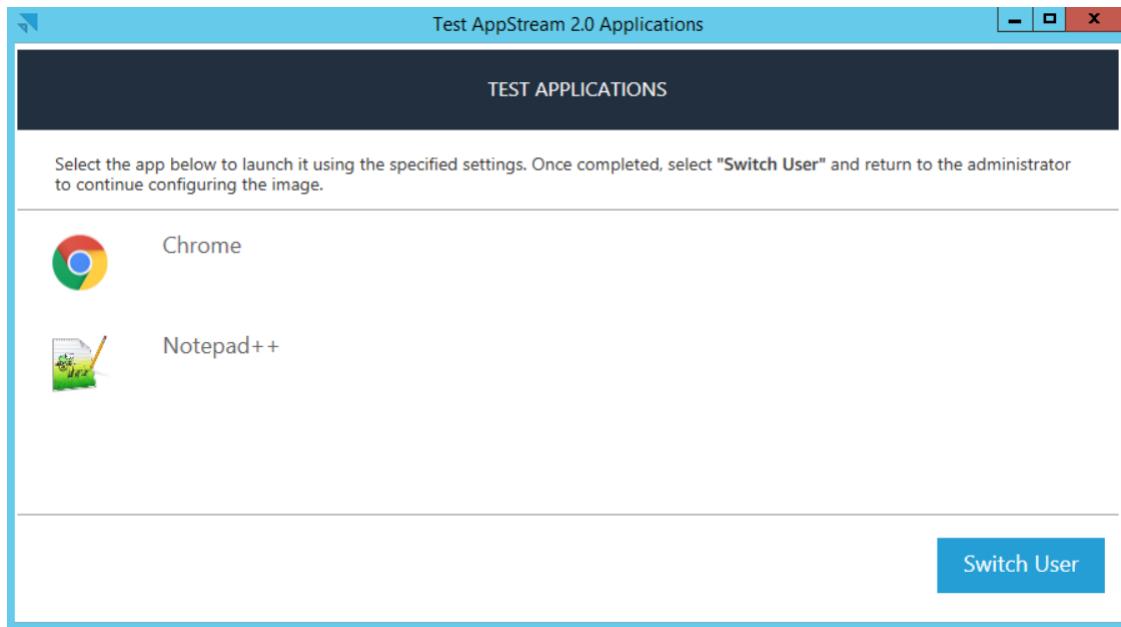 Test AppStream 2.0 Applications
TEST APPLICATIONS
Select the app below to launch it using the specified settings. Once completed, select "Switch User" and return to the administrator
to continue configuring the image.
Chrome
Notepad++
Switch User